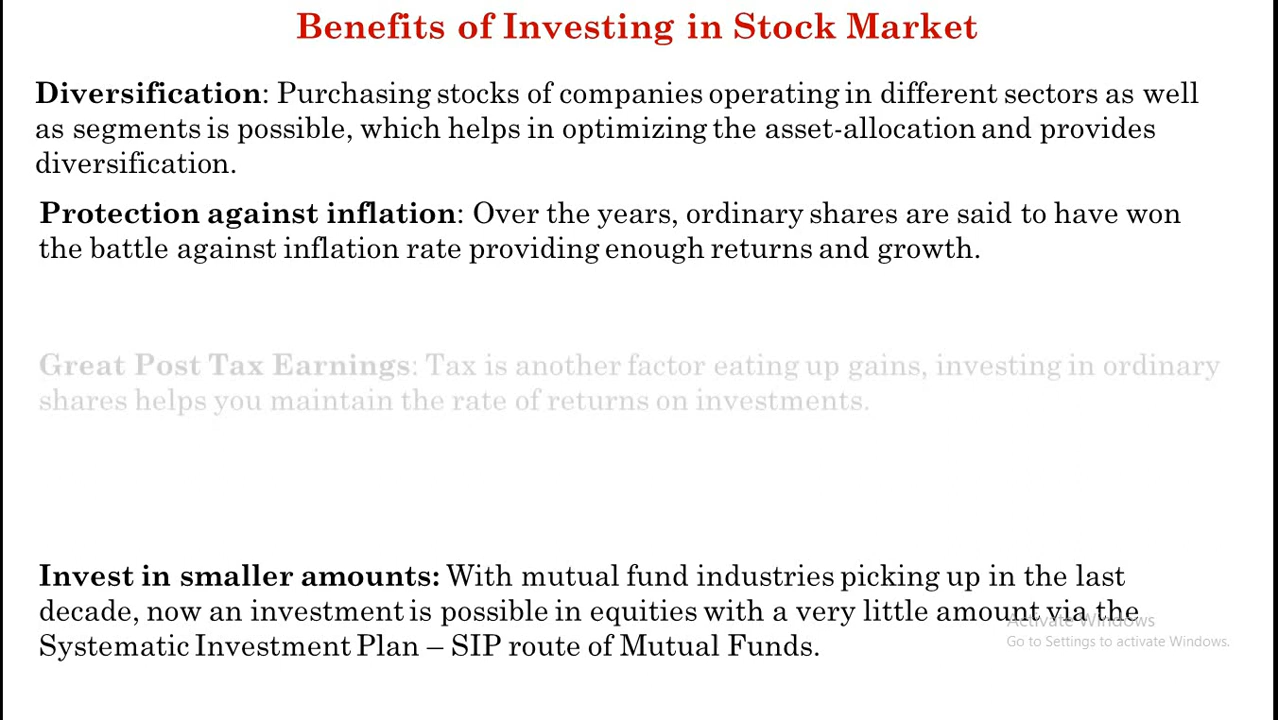 Benefits of Investing in Stock Market
Diversification: Purchasing stocks of companies operating in different sectors as well
as segments is possible, which helps in optimizing the asset-allocation and provides
diversification.
Protection against inflation: Over the years, ordinary shares are said to have won
the battle against inflation rate providing enough returns and growth.
Great Post Tax Earnings: Tax is another factor eating up gains, investing in ordinary
shares helps you maintain the rate of returns on investments.
Invest in smaller amounts: With mutual fund industries picking up in the last
decade, now an investment is possible in equities with a very little amount via the
Systematic Investment Plan – SIP route of Mutual Funds.
Activate Windows
Go to Settings to activate Windows.